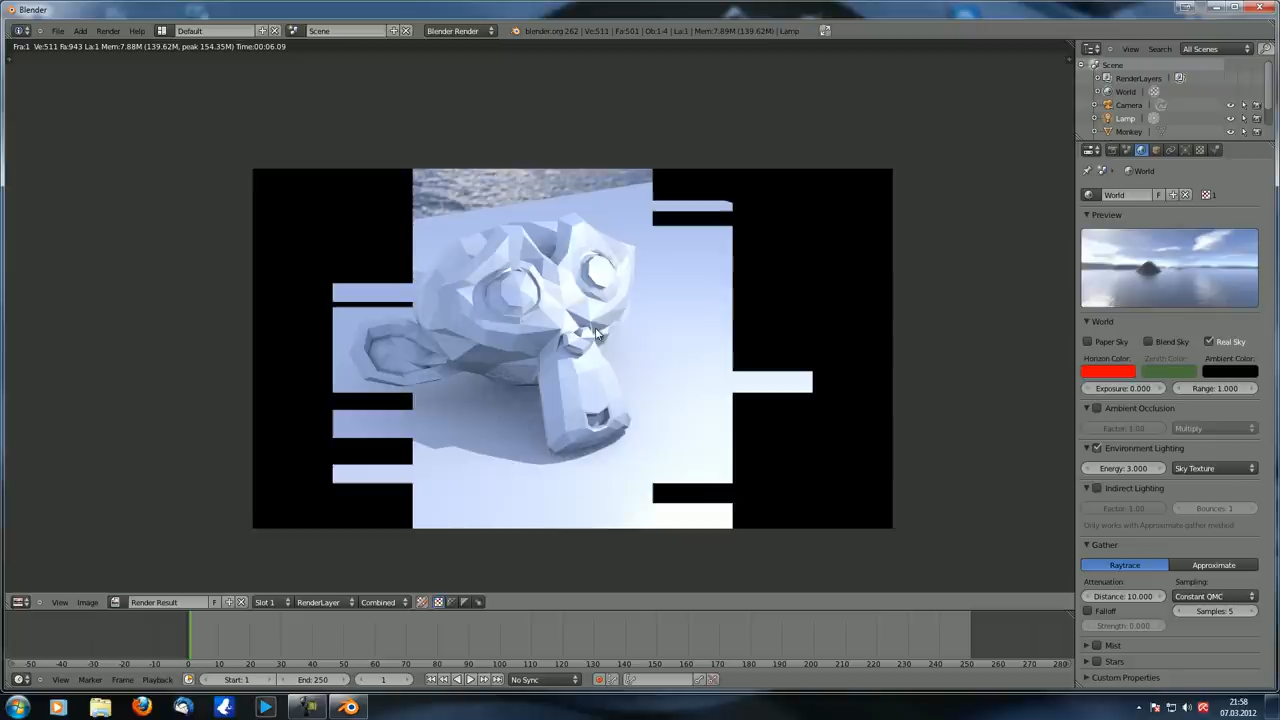 Blender
File Add Render Help Default Scene Blender Render blender.org 262 | Ve:511 | Fa:501 | Ob:1-4 | La:1 | Mem:7.89M (139.62M) | Lamp
Fra:1 Ve:511 Fa:943 La:1 Mem:7.88M (139.62M, peak 154.35M) Time:00:06.09
View Search All Scenes
Scene
RenderLayers
World
Camera
Lamp
Monkey
World
World F 1
Preview
World
Paper Sky Blend Sky Real Sky
Horizon Color: Zenith Color: Ambient Color:
Exposure: 0.000 Range: 1.000
Ambient Occlusion
Factor: 1.00 Multiply
Environment Lighting
Energy: 3.000 Sky Texture
Indirect Lighting
Factor: 1.00 Bounces: 1
Only works with Approximate gather method
Gather
Raytrace Approximate
Attenuation: Sampling:
Distance: 10.000 Constant QMC
Falloff Samples: 5
Strength: 0.000
Mist
Stars
Custom Properties
View Image Render Result F Slot 1 RenderLayer Combined
-50 -40 -30 -20 -10 0 10 20 30 40 50 60 70 80 90 100 110 120 130 140 150 160 170 180 190 200 210 220 230 240 250 260 270 280
View Marker Frame Playback Start: 1 End: 250 1 No Sync
21:58
07.03.2012